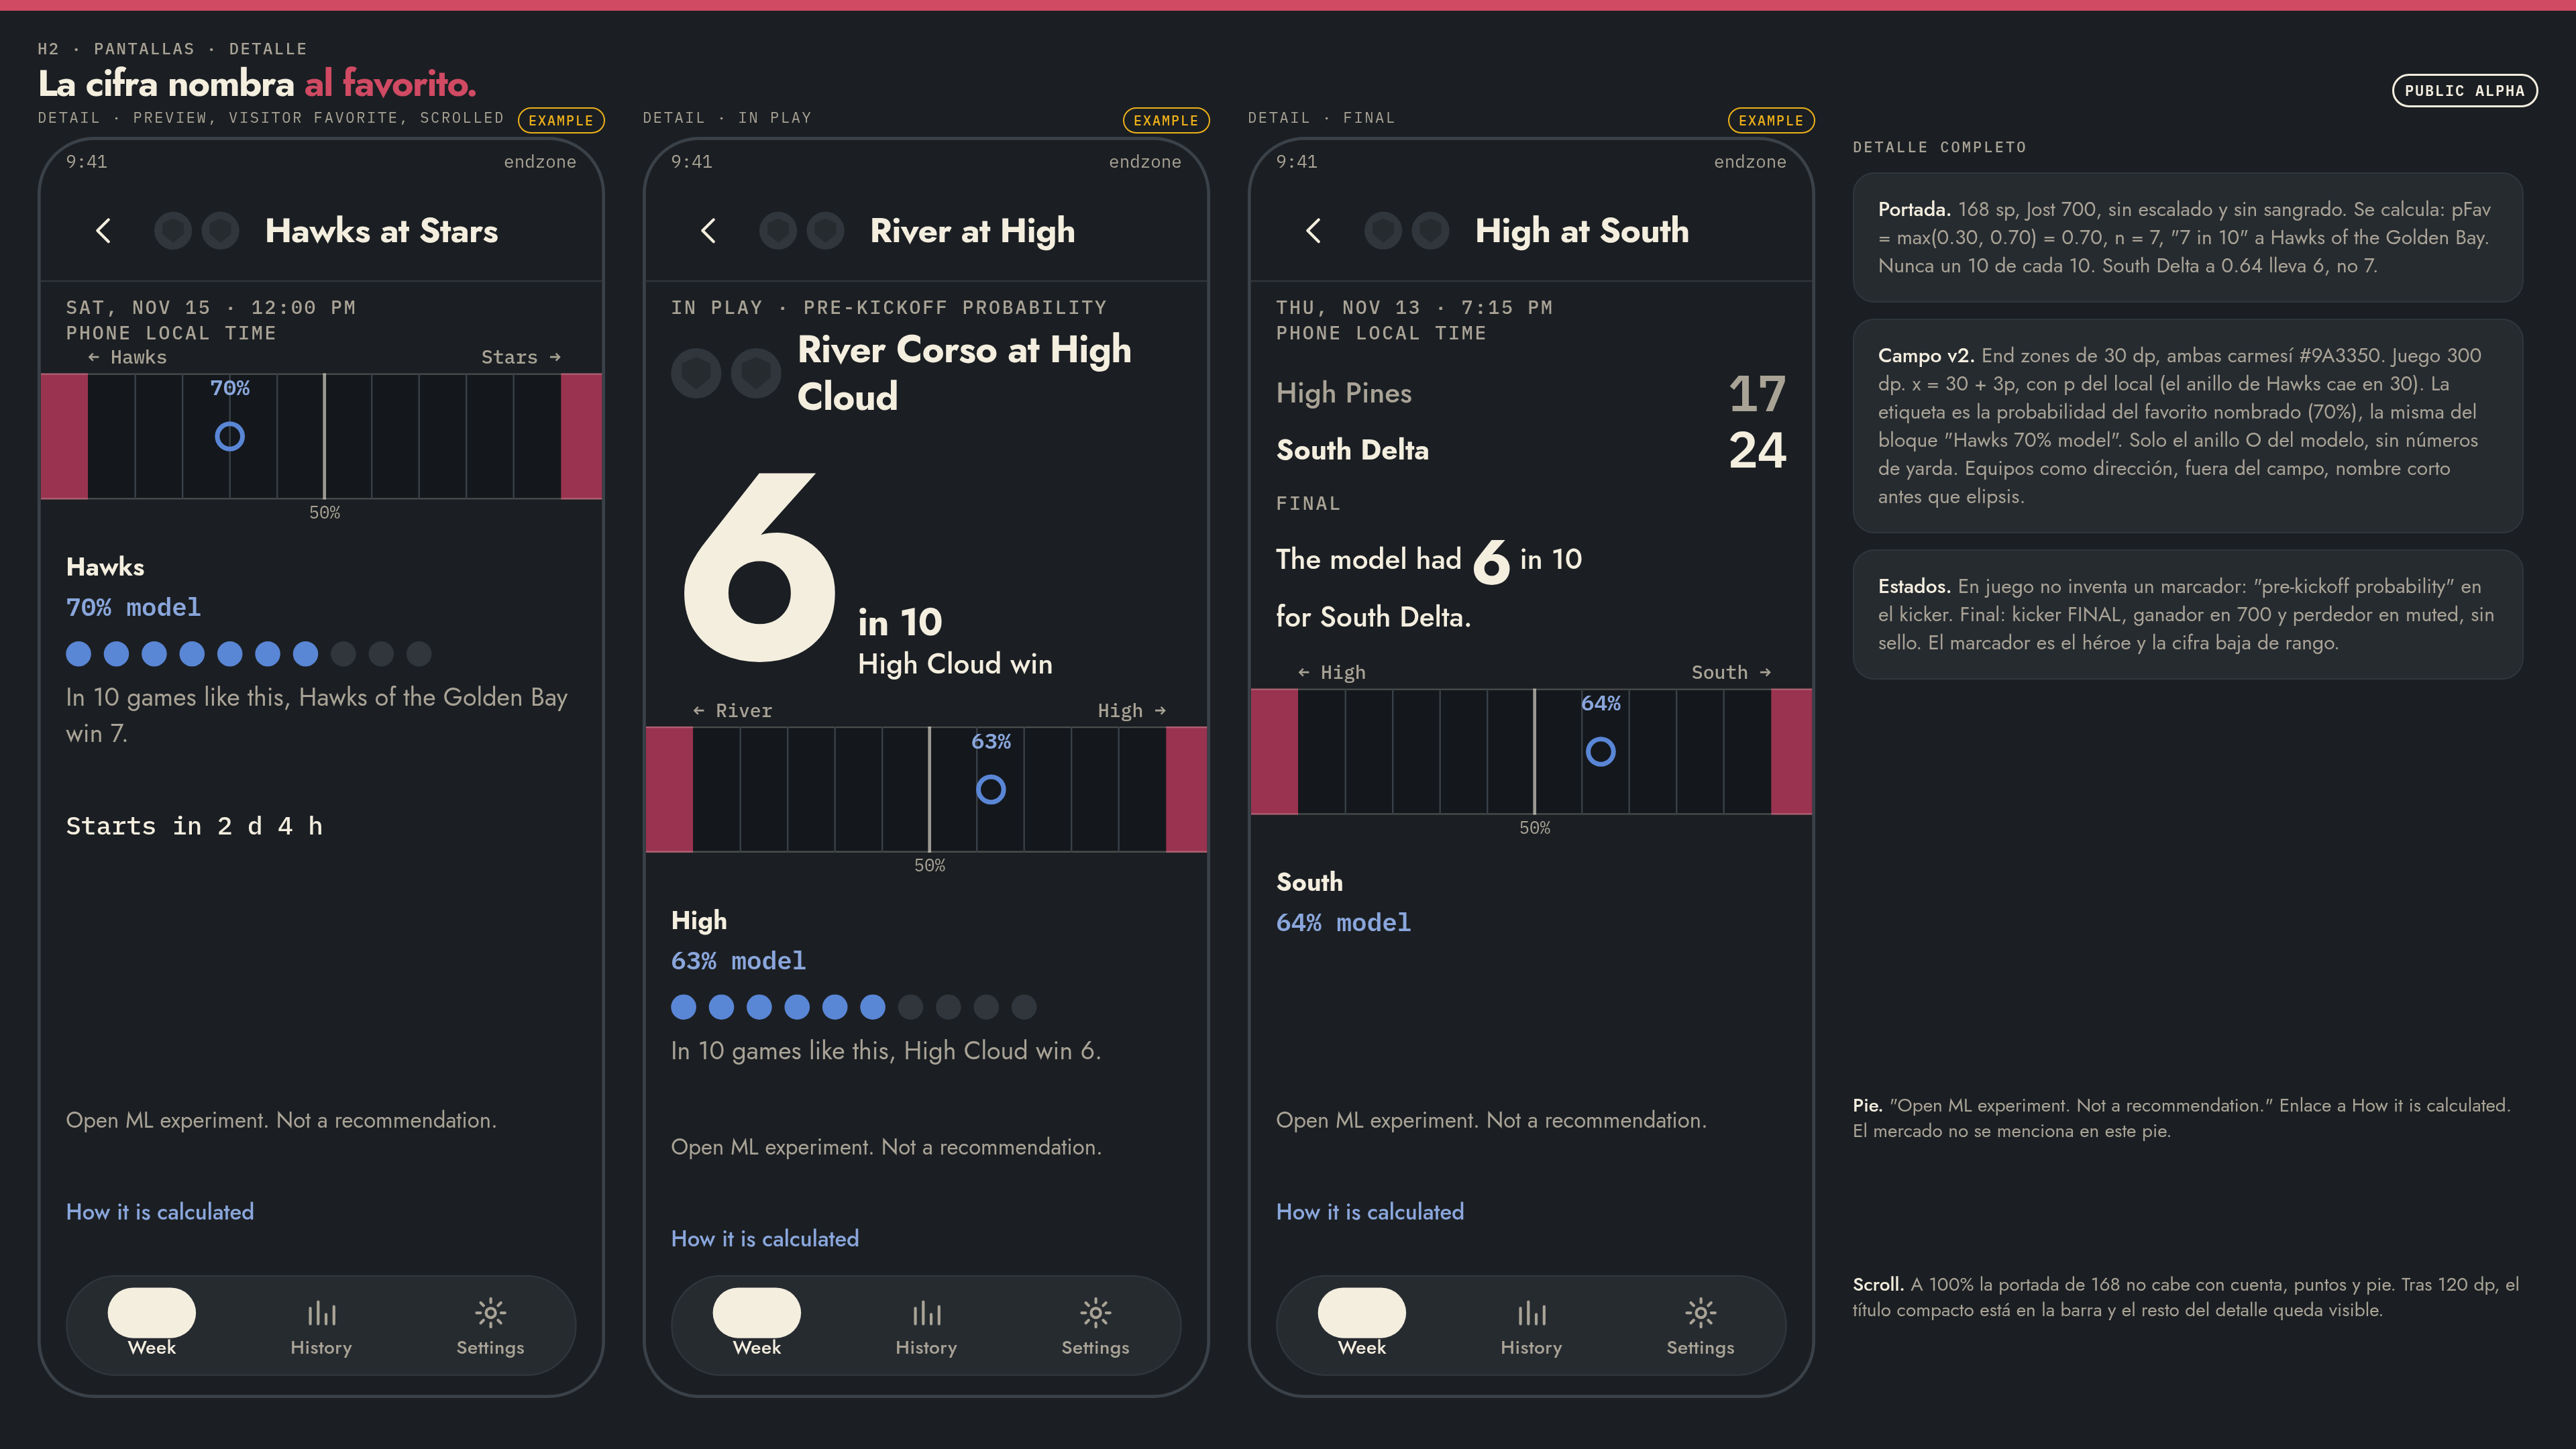 H2 · PANTALLAS · DETALLE
La cifra nombra al favorito.
PUBLIC ALPHA
DETAIL · PREVIEW, VISITOR FAVORITE, SCROLLED
EXAMPLE
9:41
endzone
Hawks at Stars
SAT, NOV 15 · 12:00 PM
PHONE LOCAL TIME
← Hawks
Stars →
70%
50%
Hawks
70% model
In 10 games like this, Hawks of the Golden Bay
win 7.
Starts in 2 d 4 h
Open ML experiment. Not a recommendation.
How it is calculated
Week
History
Settings
DETAIL · IN PLAY
EXAMPLE
9:41
endzone
River at High
IN PLAY · PRE-KICKOFF PROBABILITY
River Corso at High
Cloud
6
in 10
High Cloud win
← River
High →
63%
50%
High
63% model
In 10 games like this, High Cloud win 6.
Open ML experiment. Not a recommendation.
How it is calculated
Week
History
Settings
DETAIL · FINAL
EXAMPLE
9:41
endzone
High at South
THU, NOV 13 · 7:15 PM
PHONE LOCAL TIME
High Pines 17
South Delta 24
FINAL
The model had 6 in 10
for South Delta.
← High
South →
64%
50%
South
64% model
Open ML experiment. Not a recommendation.
How it is calculated
Week
History
Settings
DETALLE COMPLETO
Portada. 168 sp, Jost 700, sin escalado y sin sangrado. Se calcula: pFav
= max(0.30, 0.70) = 0.70, n = 7, "7 in 10" a Hawks of the Golden Bay.
Nunca un 10 de cada 10. South Delta a 0.64 lleva 6, no 7.
Campo v2. End zones de 30 dp, ambas carmesí #9A3350. Juego 300
dp. x = 30 + 3p, con p del local (el anillo de Hawks cae en 30). La
etiqueta es la probabilidad del favorito nombrado (70%), la misma del
bloque "Hawks 70% model". Solo el anillo O del modelo, sin números
de yarda. Equipos como dirección, fuera del campo, nombre corto
antes que elipsis.
Estados. En juego no inventa un marcador: "pre-kickoff probability" en
el kicker. Final: kicker FINAL, ganador en 700 y perdedor en muted, sin
sello. El marcador es el héroe y la cifra baja de rango.
Pie. "Open ML experiment. Not a recommendation." Enlace a How it is calculated.
El mercado no se menciona en este pie.
Scroll. A 100% la portada de 168 no cabe con cuenta, puntos y pie. Tras 120 dp, el
título compacto está en la barra y el resto del detalle queda visible.